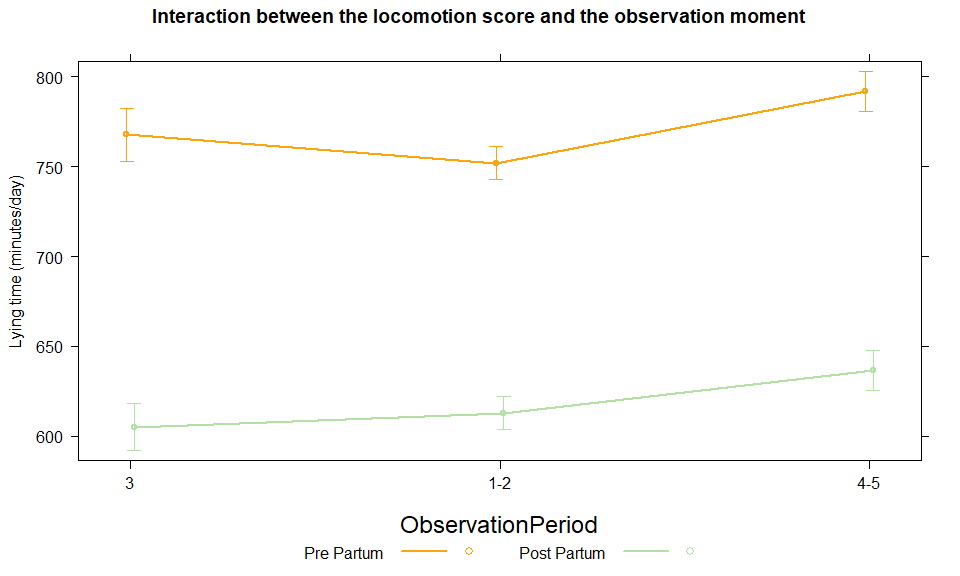 Interaction between the locomotion score and the observation moment
Lying time (minutes/day)
800
750
700
650
600
3 1-2 4-5
ObservationPeriod
Pre Partum Post Partum